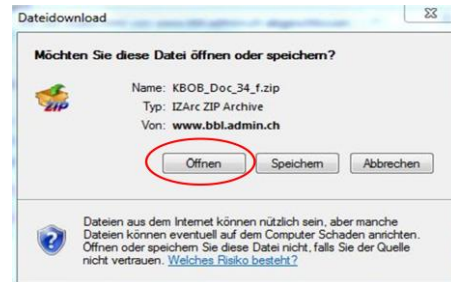 Dateidownload
Möchten Sie diese Datei öffnen oder speichern?
Name: KBOB_Doc_34_f.zip
Typ: IZArc ZIP Archive
Von: www.bbl.admin.ch
Öffnen Speichern Abbrechen
Dateien aus dem Internet können nützlich sein, aber manche
Dateien können eventuell auf dem Computer Schaden anrichten.
Öffnen oder speichern Sie diese Datei nicht, falls Sie der Quelle
nicht vertrauen. Welches Risiko besteht?